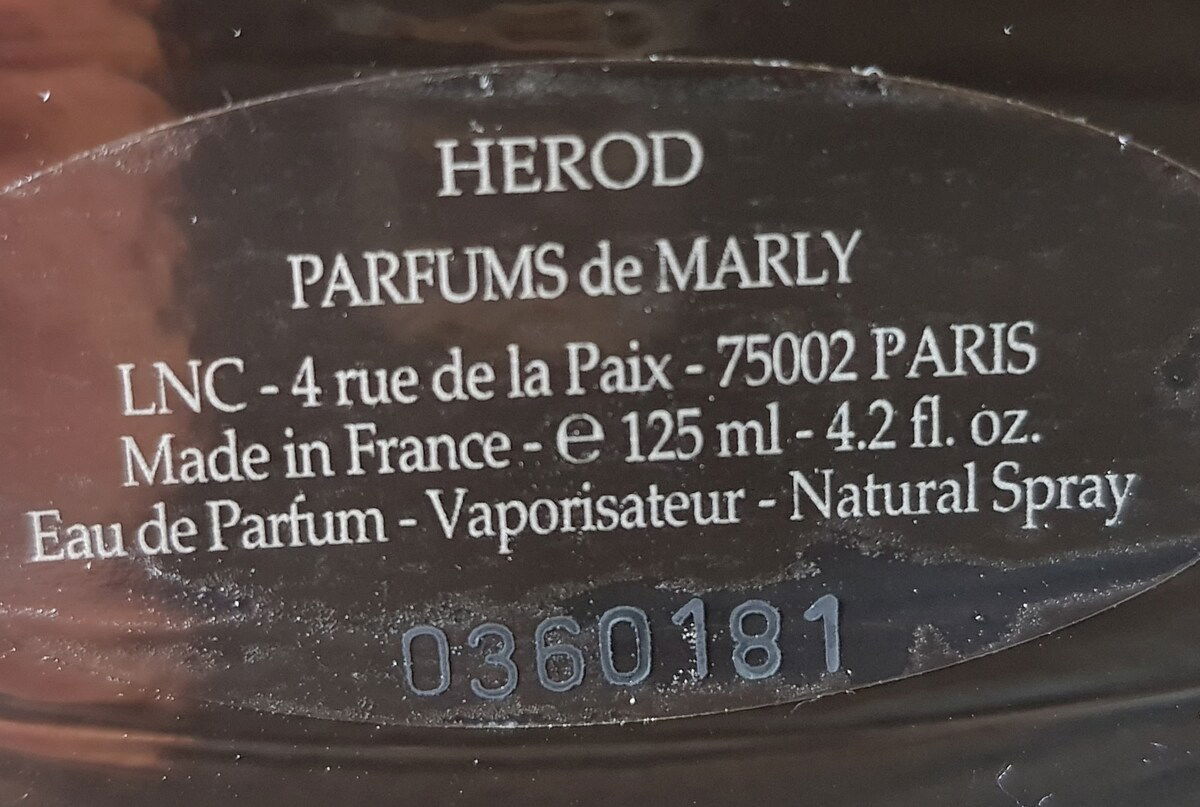 HEROD
PARFUMS de MARLY
LNC - 4 rue de la Paix - 75002 PARIS
Made in France - ℮ 125 ml - 4.2 fl. oz.
Eau de Parfum - Vaporisateur - Natural Spray
0360181